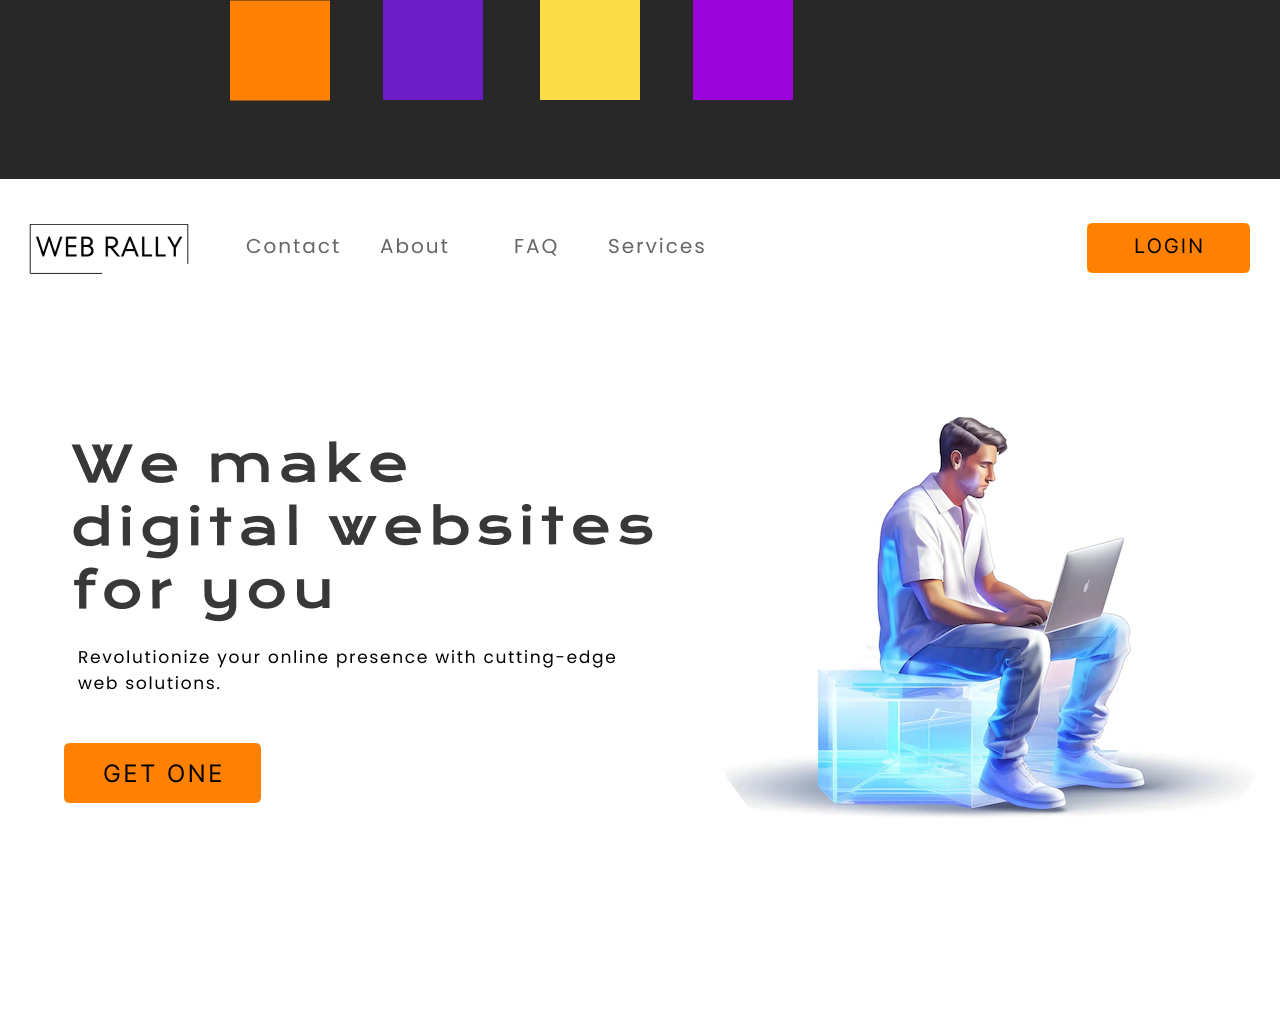 WEB RALLY
Contact About FAQ Services
LOGIN
We make
digital websites
for you
Revolutionize your online presence with cutting-edge
web solutions.
GET ONE